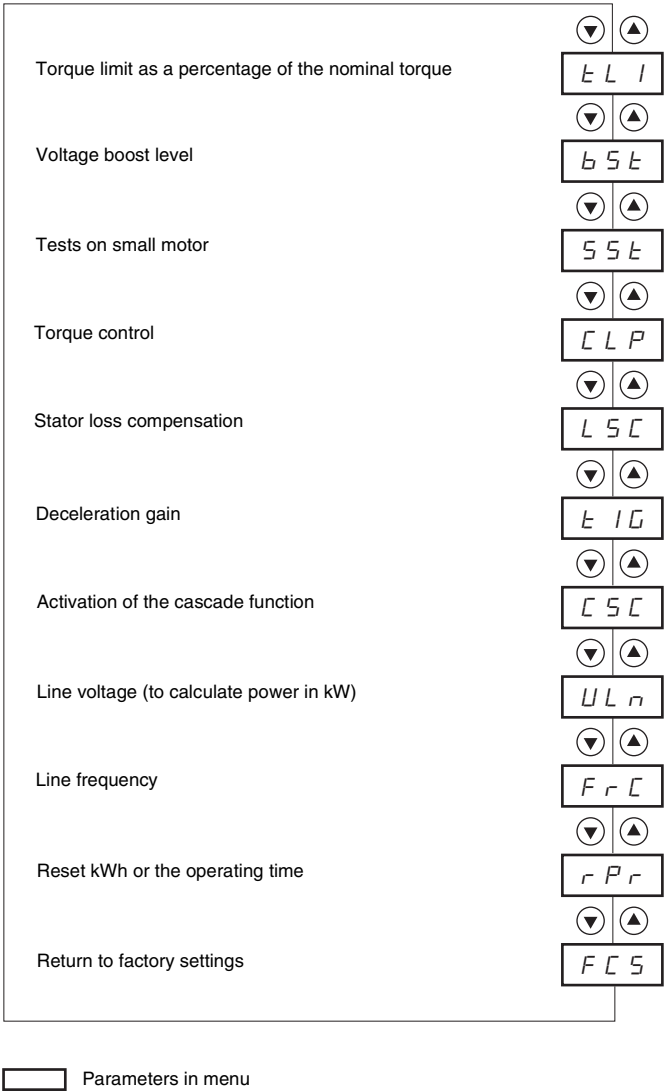 Torque limit as a percentage of the nominal torque
tLI
Voltage boost level
bSt
Tests on small motor
SSt
Torque control
CLP
Stator loss compensation
LSC
Deceleration gain
tIG
Activation of the cascade function
CSC
Line voltage (to calculate power in kW)
ULn
Line frequency
FrC
Reset kWh or the operating time
rPr
Return to factory settings
FCS
Parameters in menu